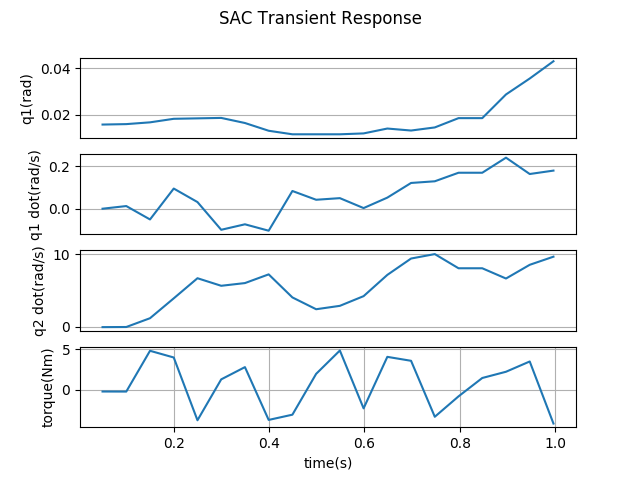 SAC Transient Response
0.04
0.02
q1(rad)
0.2
0.0
q1 dot(rad/s)
10
0
q2 dot(rad/s)
5
0
torque(Nm)
0.2 0.4 0.6 0.8 1.0
time(s)